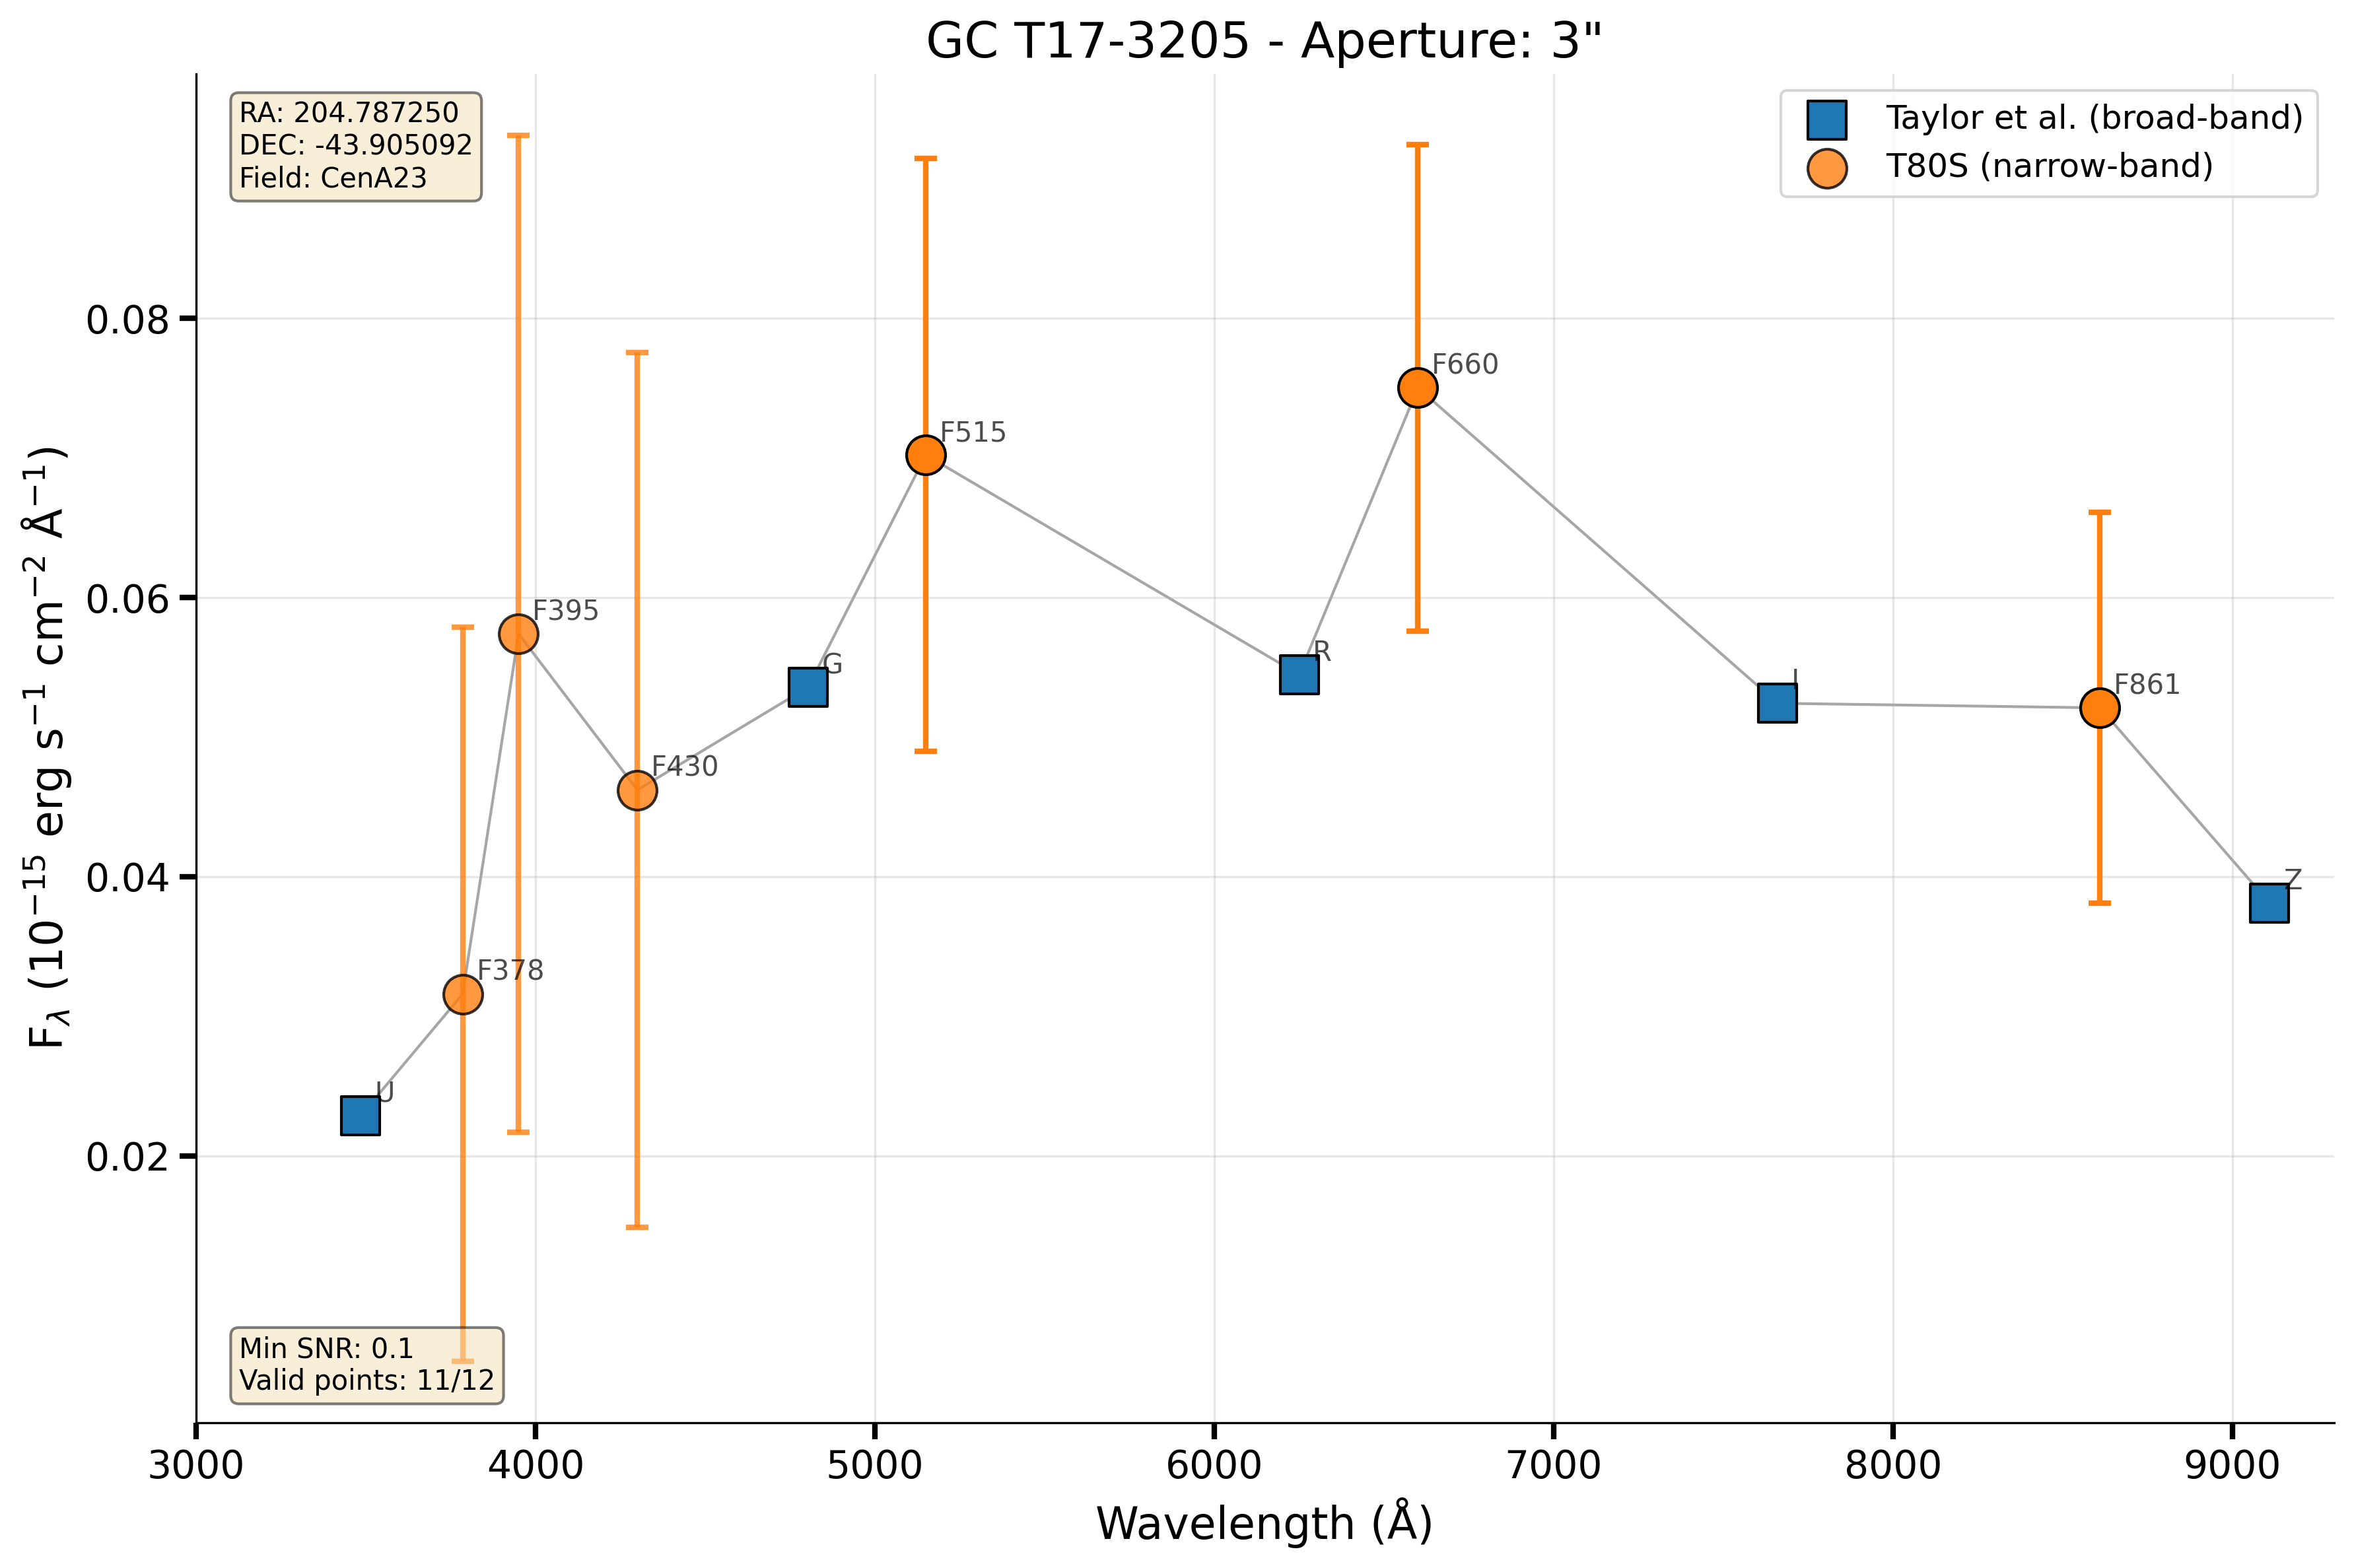 GC T17-3205 - Aperture: 3"
RA: 204.787250
DEC: -43.905092
Field: CenA23
Taylor et al. (broad-band)
T80S (narrow-band)
F660
F515
F395
G
R
I
F861
F430
Z
F378
U
0.08
0.06
0.04
0.02
F_λ (10⁻¹⁵ erg s⁻¹ cm⁻² Å⁻¹)
Min SNR: 0.1
Valid points: 11/12
3000 4000 5000 6000 7000 8000 9000
Wavelength (Å)